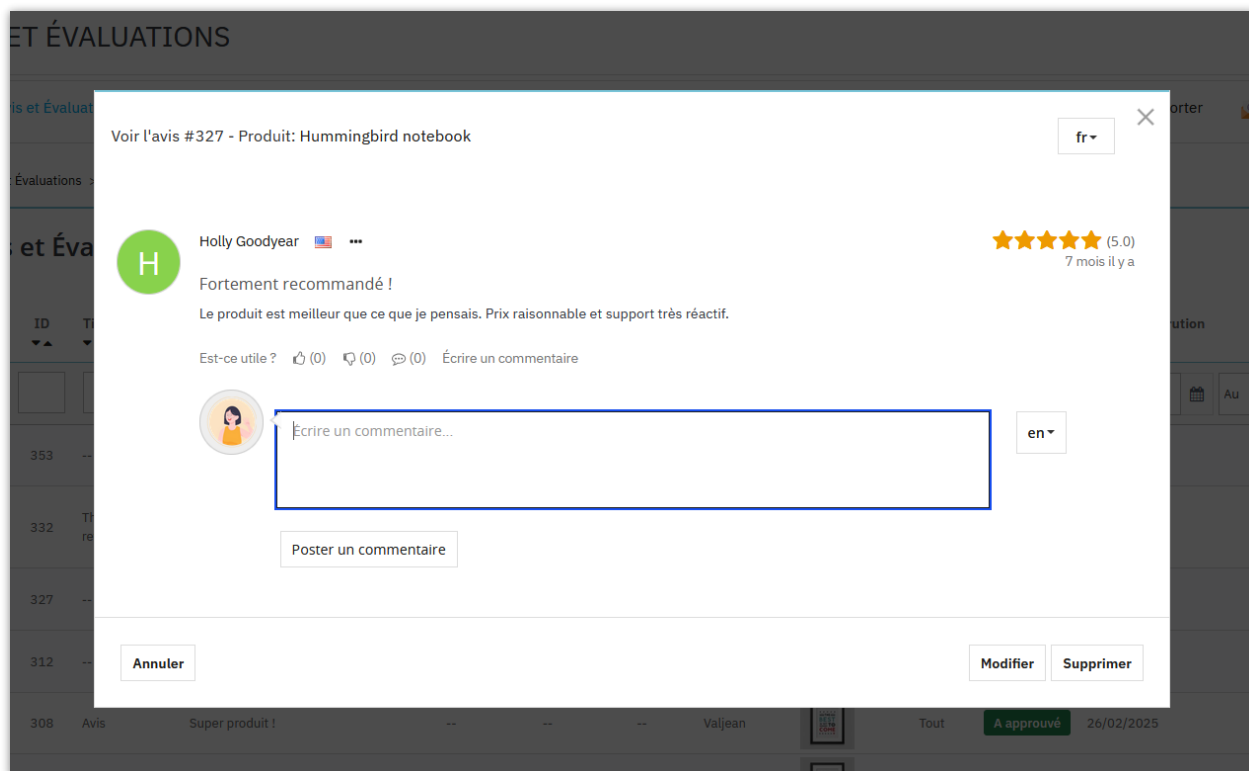 ET ÉVALUATIONS
is et Évaluat
orter
Évaluations >
s et Éva
Voir l'avis #327 - Produit: Hummingbird notebook
fr
H
Holly Goodyear
(5.0)
7 mois il y a
Fortement recommandé !
Le produit est meilleur que ce que je pensais. Prix raisonnable et support très réactif.
Est-ce utile ? (0) (0) (0) Écrire un commentaire
Écrire un commentaire...
en
Poster un commentaire
Annuler
Modifier
Supprimer
ID
Ti
ution
Au
353 --
332 Th
re
327 --
312 --
308 Avis Super produit ! -- -- -- Valjean Tout A approuvé 26/02/2025